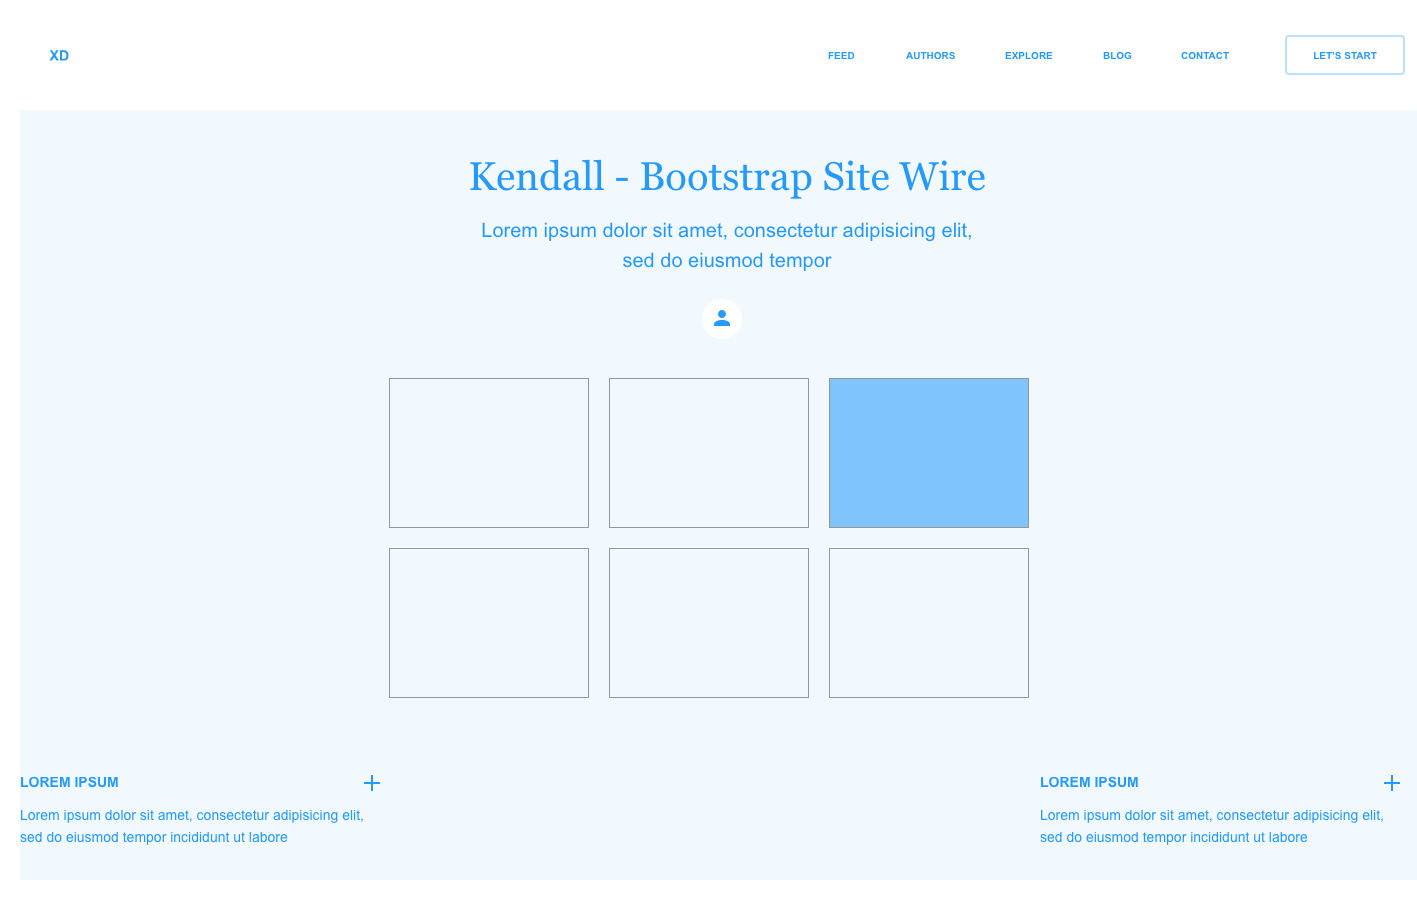 XD
FEED
AUTHORS
EXPLORE
BLOG
CONTACT
LET'S START
Kendall - Bootstrap Site Wire
Lorem ipsum dolor sit amet, consectetur adipisicing elit,
sed do eiusmod tempor
LOREM IPSUM
Lorem ipsum dolor sit amet, consectetur adipisicing elit,
sed do eiusmod tempor incididunt ut labore
LOREM IPSUM
Lorem ipsum dolor sit amet, consectetur adipisicing elit,
sed do eiusmod tempor incididunt ut labore